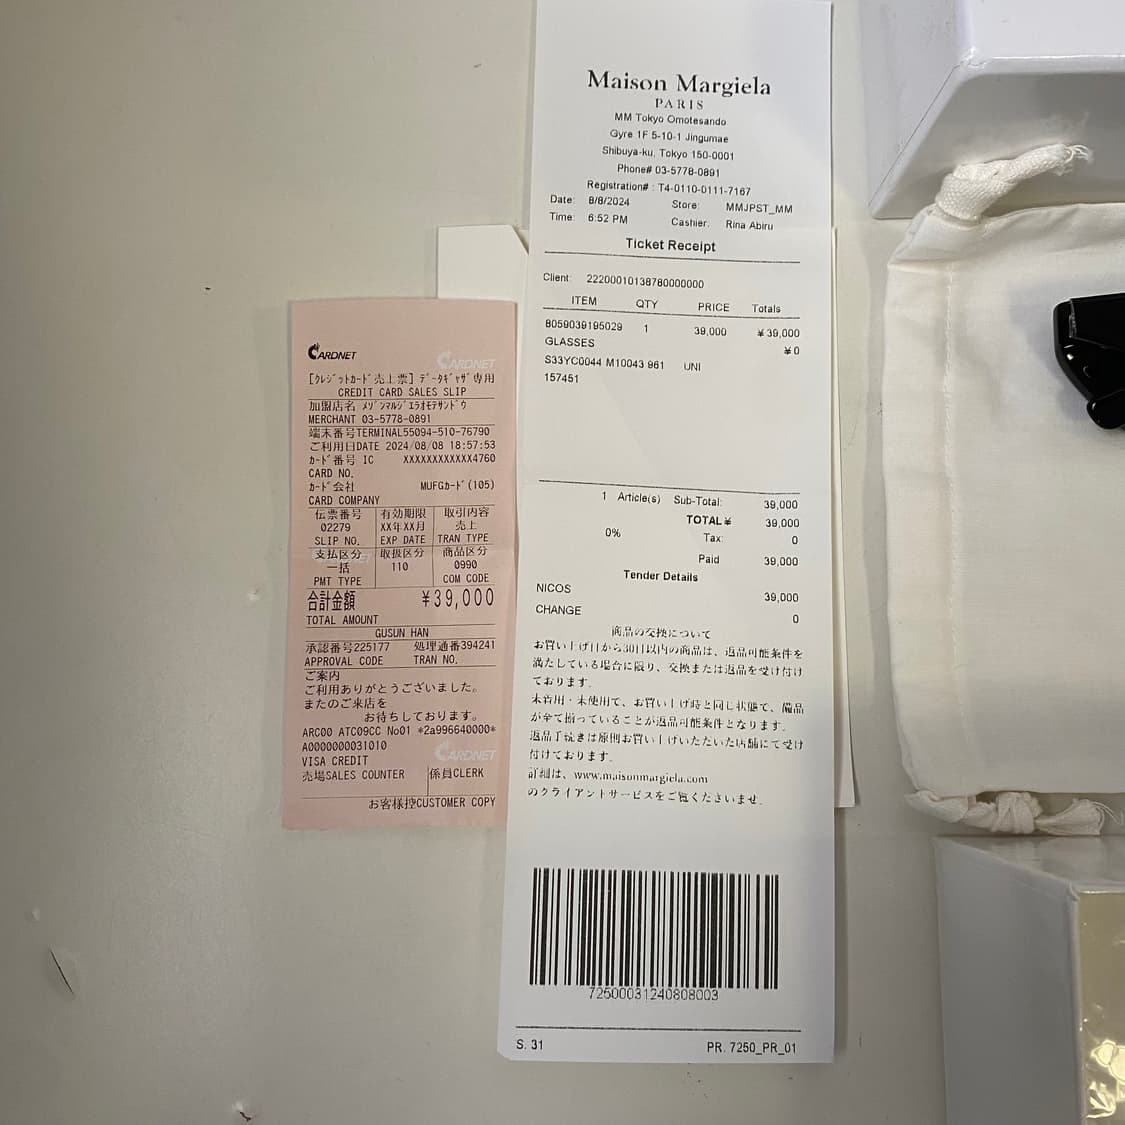 Maison Margiela
PARIS
MM Tokyo Omotesando
Gyre 1F 5-10-1 Jingumae
Shibuya-ku, Tokyo 150-0001
Phone# 03-5778-0891
Registration# : T4-0110-0111-7167
Date: 8/8/2024 Store: MMJPST_MM
Time: 6:52 PM Cashier: Rina Abiru
Ticket Receipt
Client: 22200010138780000000
ITEM QTY PRICE Totals
8059039195029 1 39,000 ¥39,000
GLASSES ¥0
S33YC0044 M10043 961 UNI
157451
1 Article(s) Sub-Total: 39,000
TOTAL ¥ 39,000
0% Tax: 0
Paid 39,000
Tender Details
NICOS 39,000
CHANGE 0
商品の交換について
お買い上げ日から30日以内の商品は、返品可能条件を
満たしている場合に限り、交換または返品を受け付け
ております。
未着用・未使用で、お買い上げ時と同じ状態で、備品
が全て揃っていることが返品可能条件となります。
返品手続きは原則お買い上げいただいた店舗にて受け
付けております。
詳細は、www.maisonmargiela.com
のクライアントサービスをご覧くださいませ。
72500031240808003
S. 31 PR. 7250_PR_01
CARDNET
CARDNET
[クレジットカード売上票] データギャザ専用
CREDIT CARD SALES SLIP
加盟店名 メゾンマルジエラオモテサンドウ
MERCHANT 03-5778-0891
端末番号TERMINAL55094-510-76790
ご利用日DATE 2024/08/08 18:57:53
カード番号 IC XXXXXXXXXXXX4760
CARD NO.
カード会社 MUFGカード(105)
CARD COMPANY
伝票番号 有効期限 取引内容
02279 XX年XX月 売上
SLIP NO. EXP DATE TRAN TYPE
支払区分 取扱区分 商品区分
一括 110 0990
PMT TYPE COM CODE
合計金額 ¥39,000
TOTAL AMOUNT
GUSUN HAN
承認番号225177 処理通番394241
APPROVAL CODE TRAN NO.
ご案内
ご利用ありがとうございました。
またのご来店を
お待ちしております。
ARC00 ATC09CC No01 *2a996640000*
A0000000031010
CARDNET
VISA CREDIT
売場SALES COUNTER 係員CLERK
お客様控CUSTOMER COPY